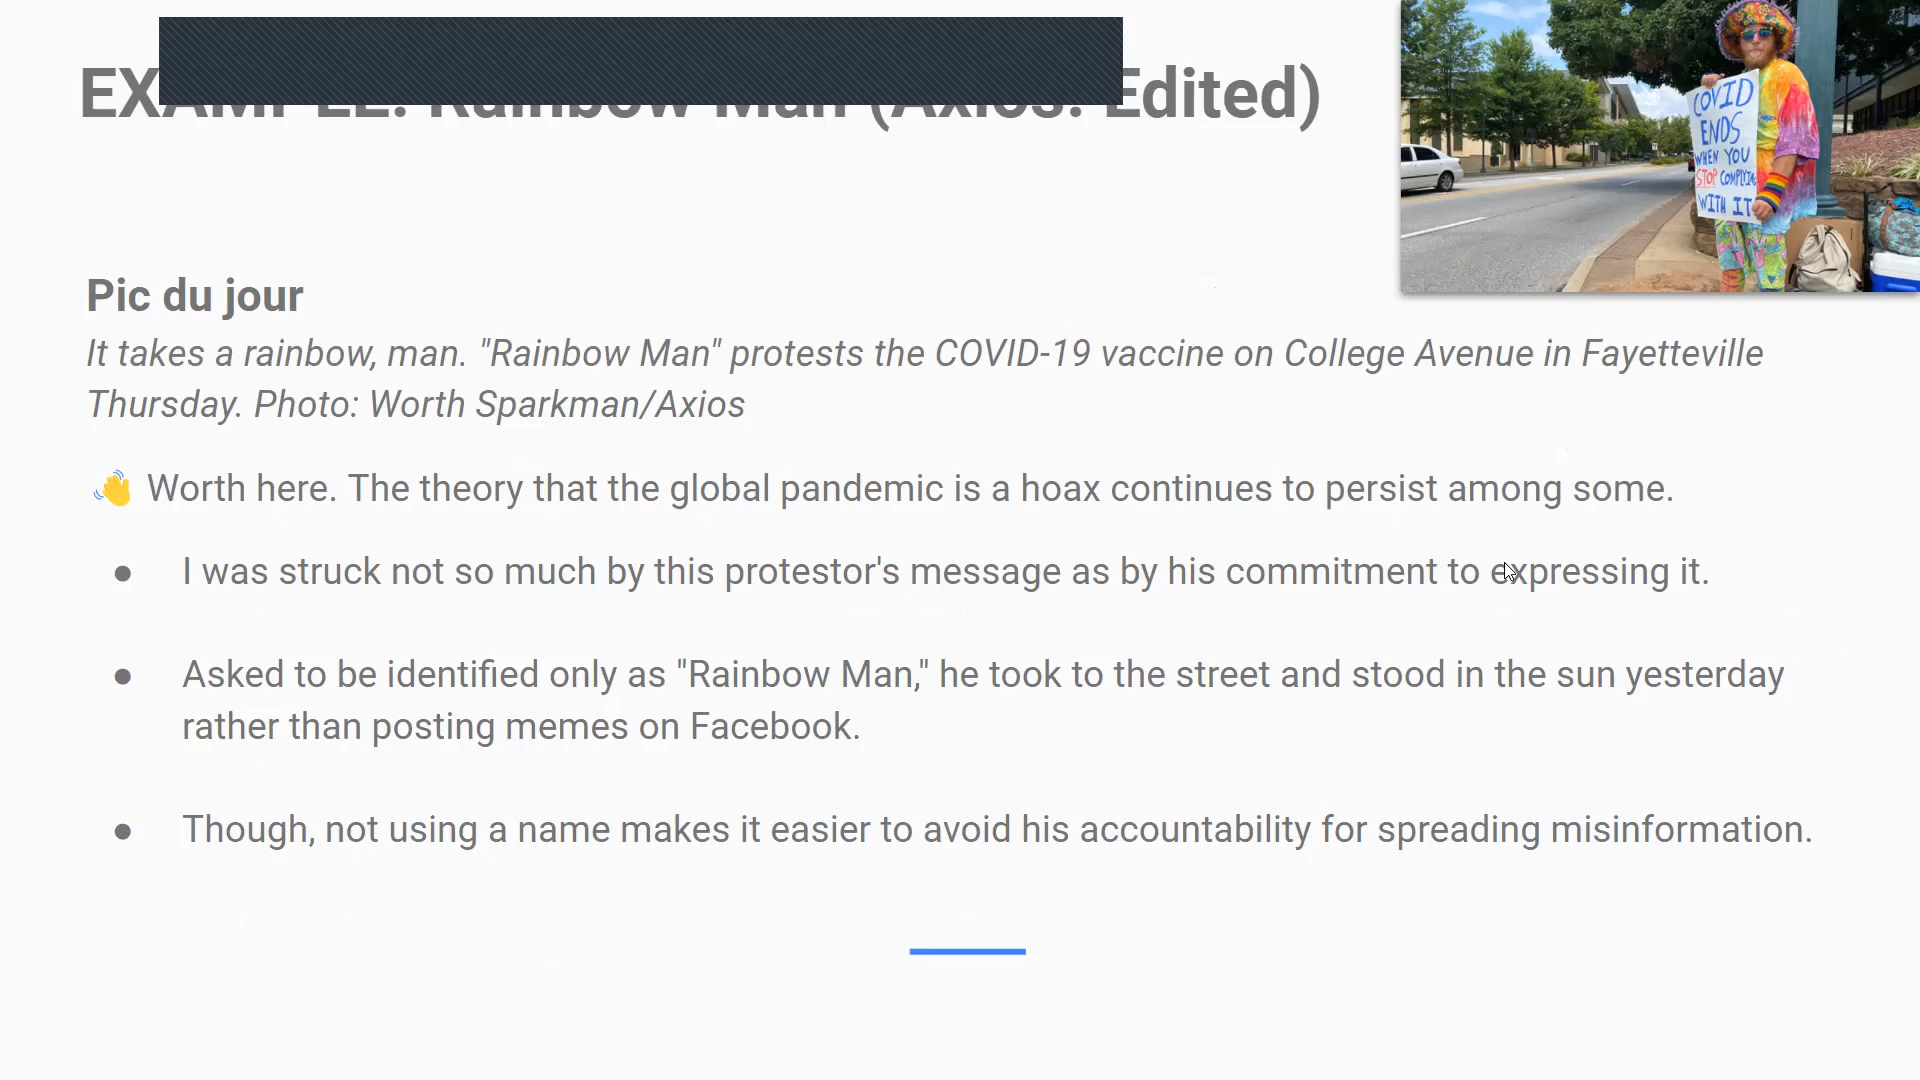 EXAMPLE: Rainbow Man (Axios: Edited)
COVID
ENDS
WHEN YOU
STOP COMPLYING
WITH IT
Pic du jour
It takes a rainbow, man. "Rainbow Man" protests the COVID-19 vaccine on College Avenue in Fayetteville
Thursday. Photo: Worth Sparkman/Axios
👋 Worth here. The theory that the global pandemic is a hoax continues to persist among some.
● I was struck not so much by this protestor's message as by his commitment to expressing it.
● Asked to be identified only as "Rainbow Man," he took to the street and stood in the sun yesterday
rather than posting memes on Facebook.
● Though, not using a name makes it easier to avoid his accountability for spreading misinformation.